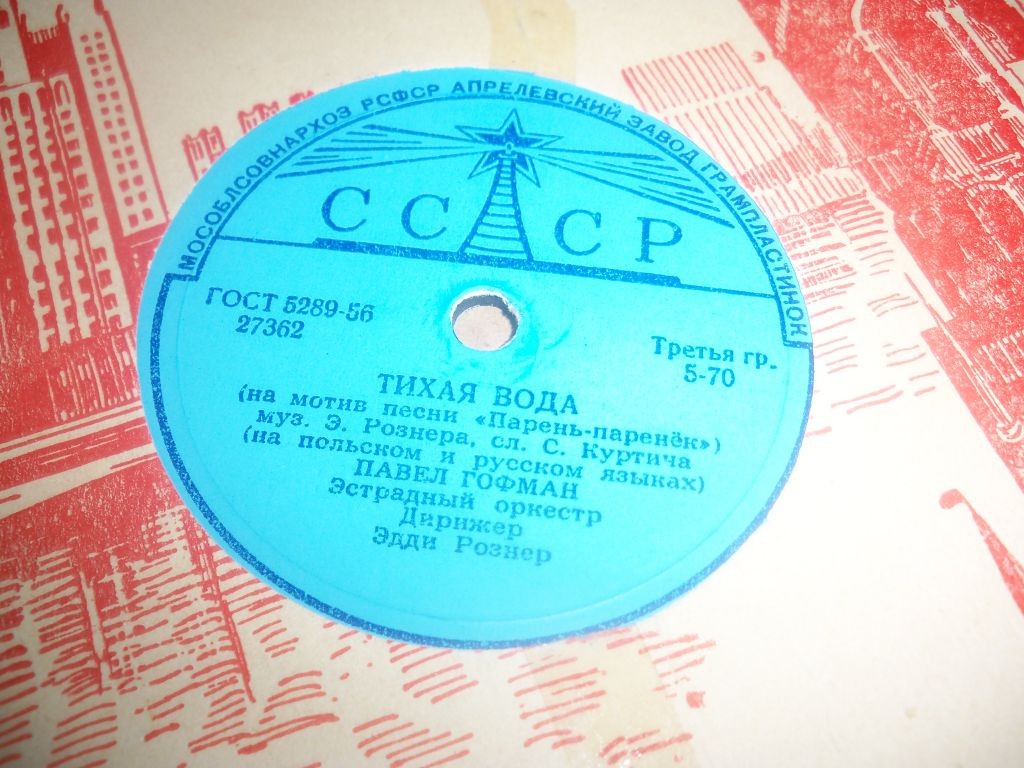 МОСОБЛСОВНАРХОЗ РСФСР АПРЕЛЕВСКИЙ ЗАВОД ГРАМПЛАСТИНОК
СССР
ГОСТ 5289-56
27362
Третья гр.
5-70
ТИХАЯ ВОДА
(на мотив песни «Парень-паренёк»)
муз. Э. Рознера, сл. С. Куртича
(на польском и русском языках)
ПАВЕЛ ГОФМАН
Эстрадный оркестр
Дирижер
Эдди Рознер